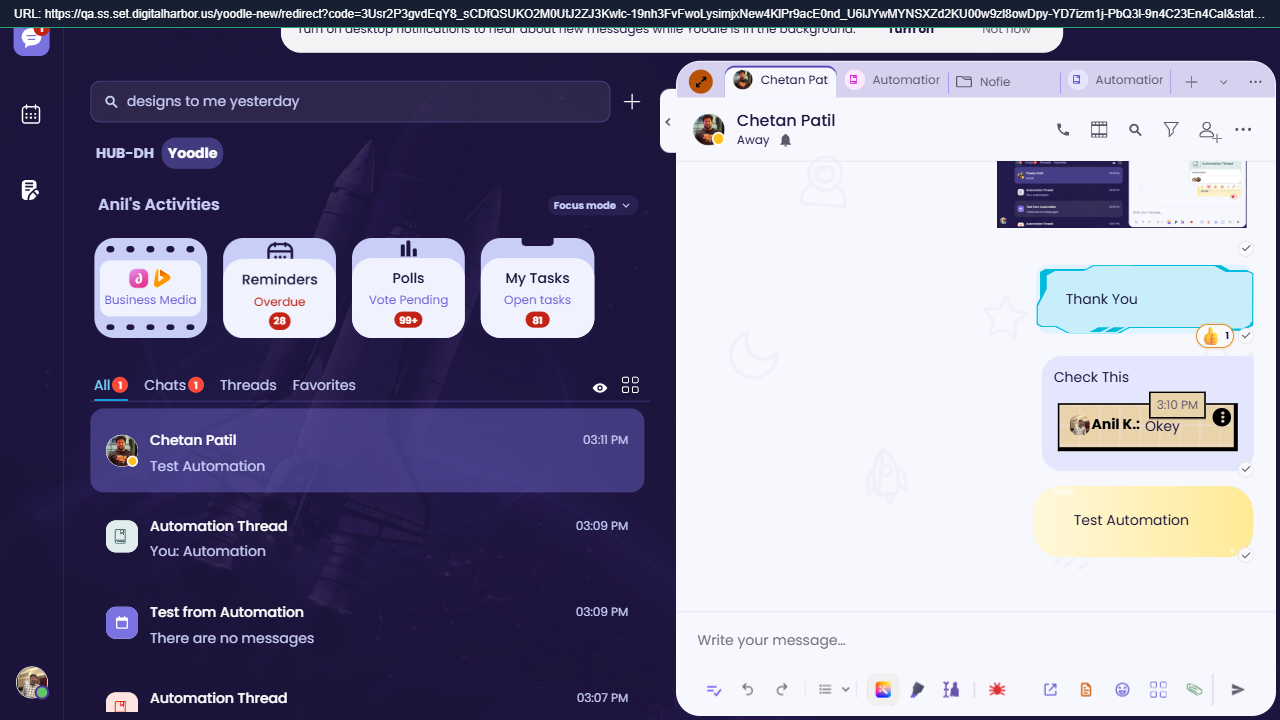 URL: https://qa.ss.set.digitalharbor.us/yoodle-new/redirect?code=3Usr2P3gvdEqY8_sCDfQSUKO2M0UtJ2ZJ3Kwlc-19nh3FvFwoLysimjxNew4KlPr9acE0nd_U6lJYwMYNSXZd2KU00w9zl8owDpy-YD7izm1j-PbQ3l-9n4C23En4Cal&stat...
Turn on desktop notifications to hear about new messages while Yoodle is in the background. Turn on Not now
designs to me yesterday
HUB-DH Yoodle
Anil's Activities
Focus mode
Business Media
Reminders
Overdue
28
Polls
Vote Pending
99+
My Tasks
Open tasks
81
All 1 Chats 1 Threads Favorites
Chetan Patil 03:11 PM
Test Automation
Automation Thread 03:09 PM
You: Automation
Test from Automation 03:09 PM
There are no messages
Automation Thread 03:07 PM
Chetan Pat Automation Nofie Automation
Chetan Patil
Away
Thank You
1
Check This
3:10 PM
Anil K.: Okey
Test Automation
Write your message...